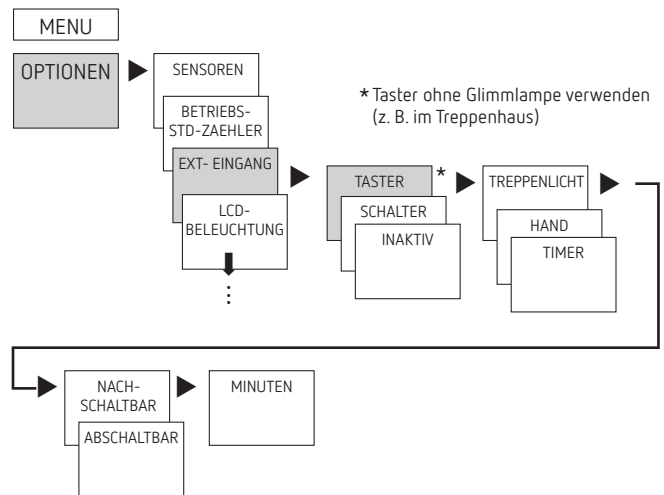 MENU
OPTIONEN
SENSOREN
BETRIEBS-
STD-ZAEHLER
EXT- EINGANG
LCD-
BELEUCHTUNG
* Taster ohne Glimmlampe verwenden
(z. B. im Treppenhaus)
TASTER *
SCHALTER
INAKTIV
TREPPENLICHT
HAND
TIMER
NACH-
SCHALTBAR
ABSCHALTBAR
MINUTEN